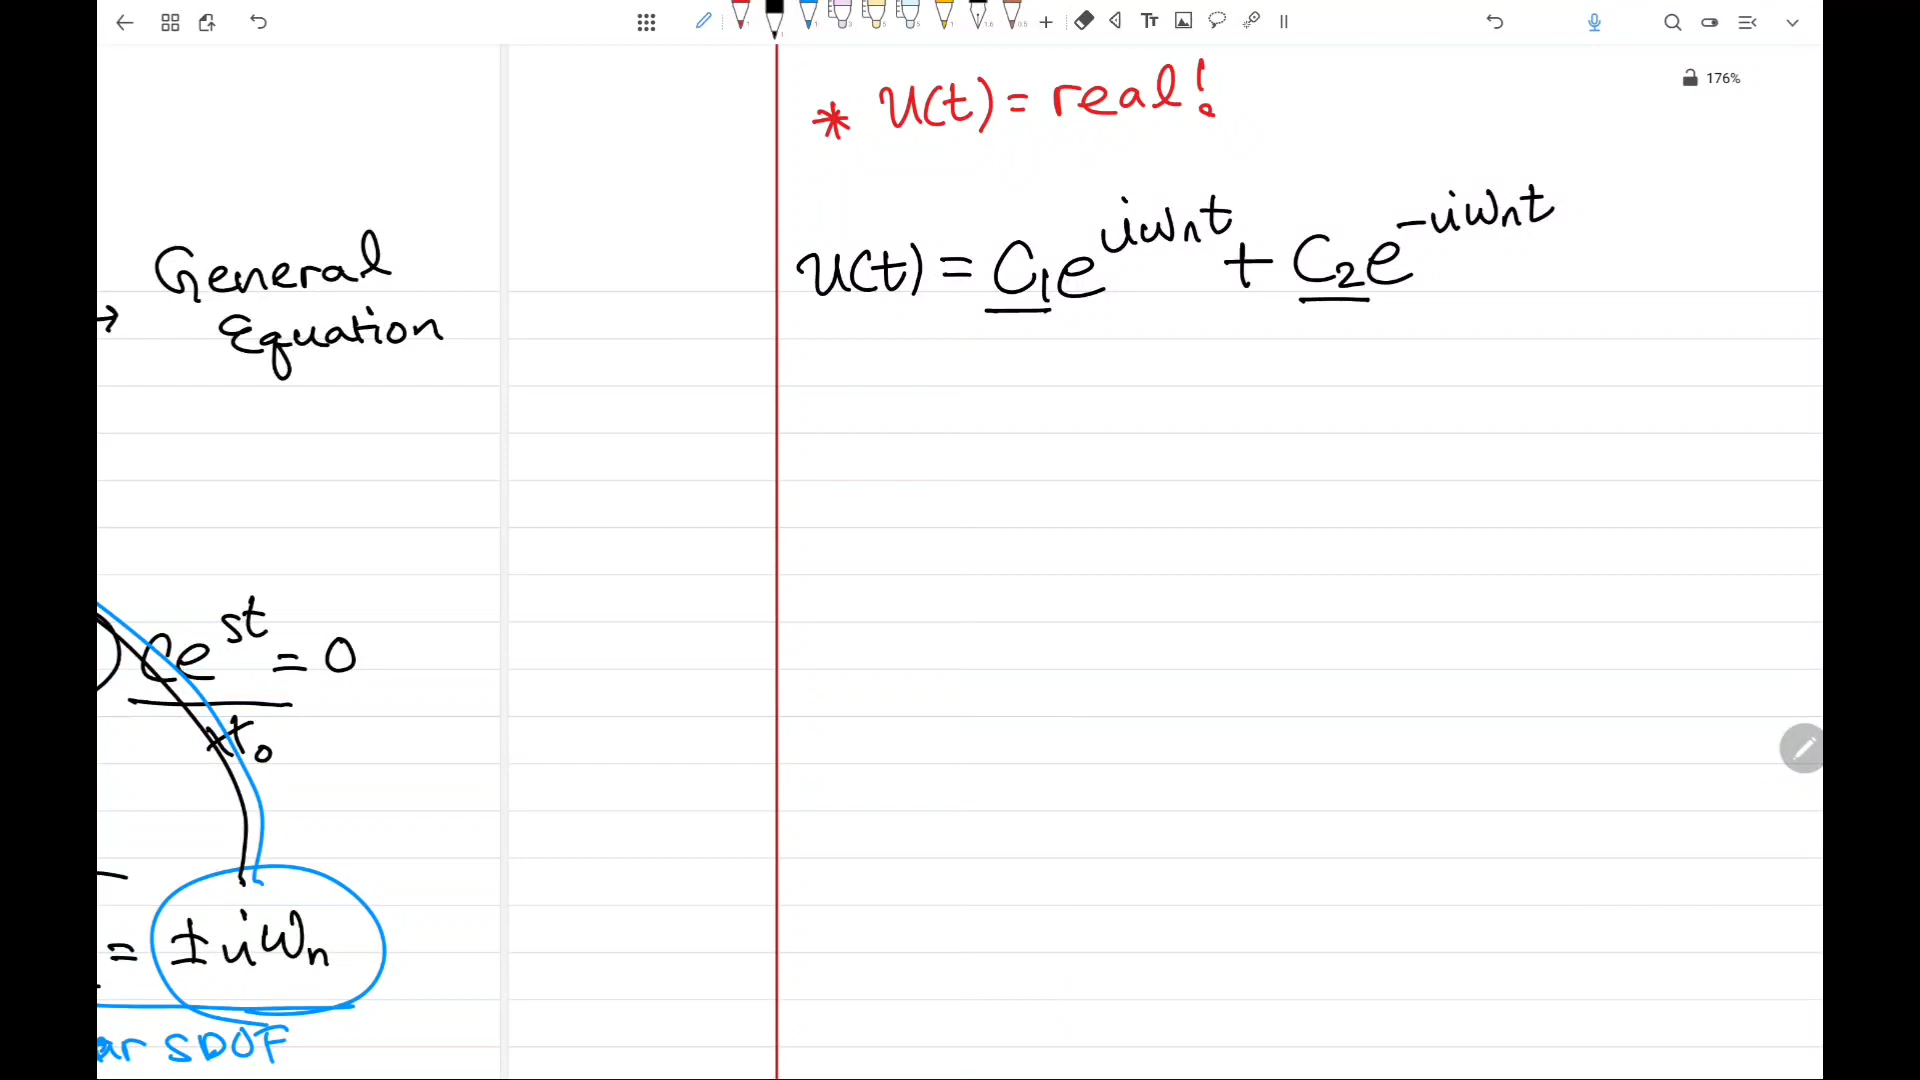 176%
* u(t) = real!
u(t) = C₁e^{iωₙt} + C₂e^{-iωₙt}
→ General
Equation
Ce^{st} = 0
≠0
= ±iωₙ
ar SDOF